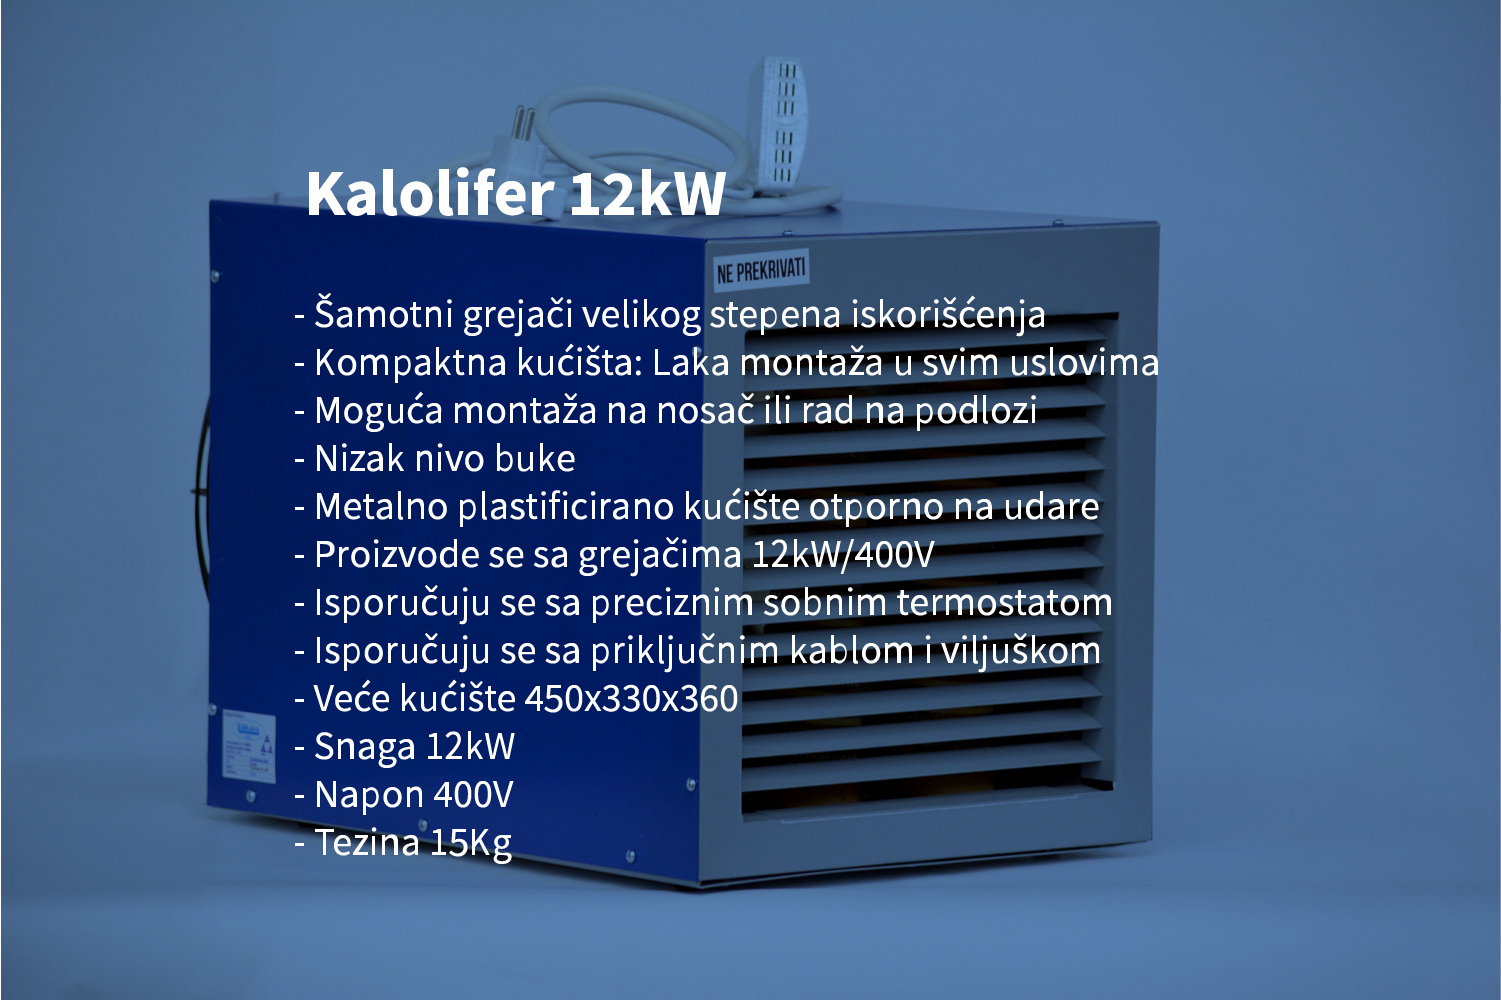 Kalolifer 12kW
NE PREKRIVATI
- Šamotni grejači velikog stepena iskorišćenja
- Kompaktna kućišta: Laka montaža u svim uslovima
- Moguća montaža na nosač ili rad na podlozi
- Nizak nivo buke
- Metalno plastificirano kućište otporno na udare
- Proizvode se sa grejačima 12kW/400V
- Isporučuju se sa preciznim sobnim termostatom
- Isporučuju se sa priključnim kablom i viljuškom
- Veće kućište 450x330x360
- Snaga 12kW
- Napon 400V
- Tezina 15Kg